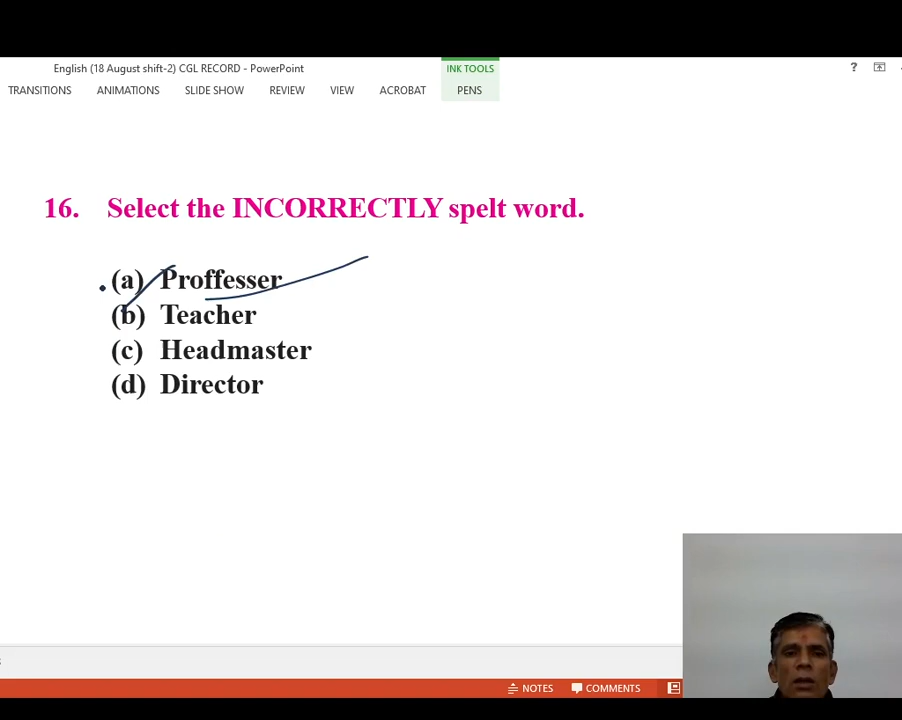 English (18 August shift-2) CGL RECORD - PowerPoint
INK TOOLS
?
TRANSITIONS ANIMATIONS SLIDE SHOW REVIEW VIEW ACROBAT PENS
16. Select the INCORRECTLY spelt word.
(a) Proffesser
(b) Teacher
(c) Headmaster
(d) Director
NOTES COMMENTS